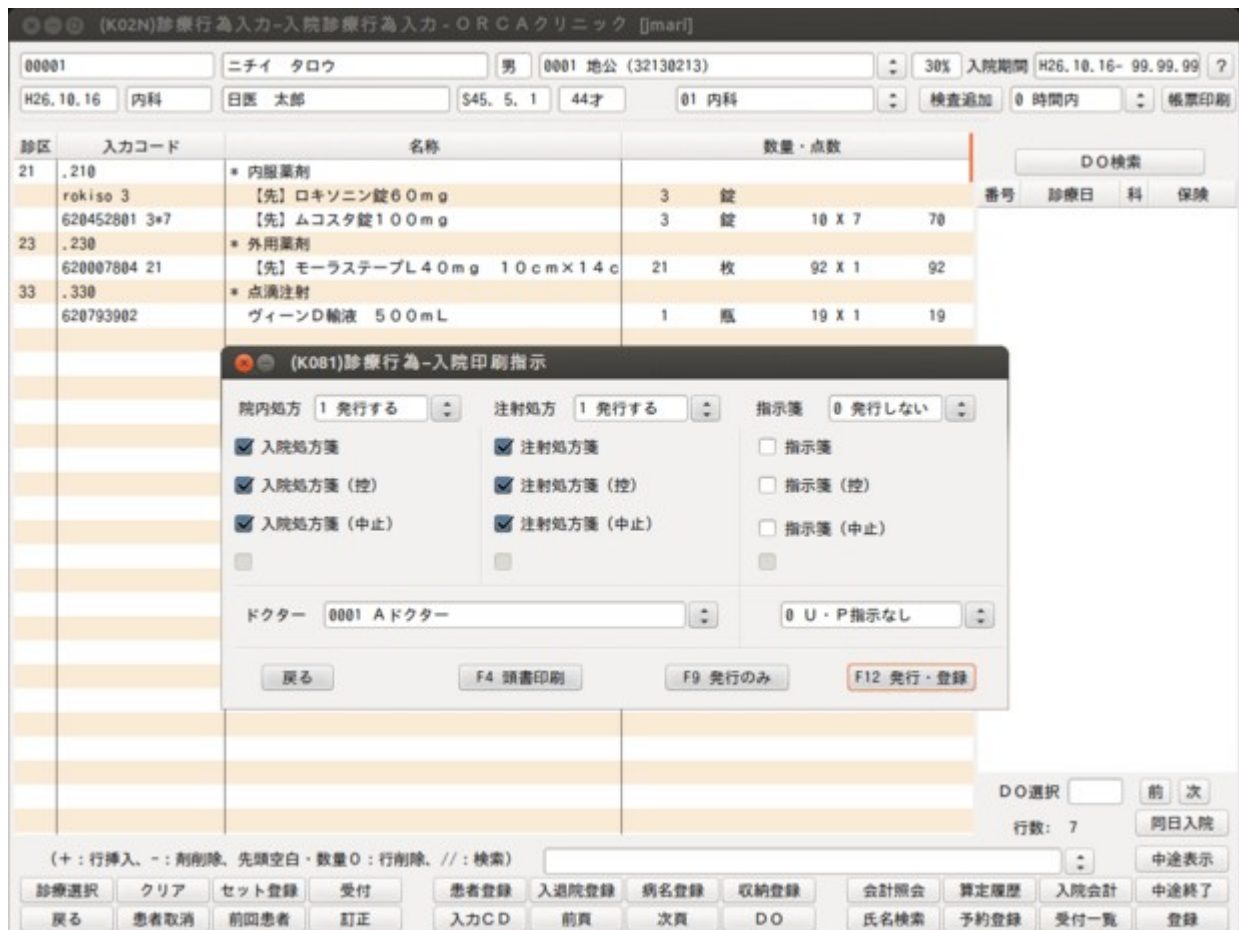 (K02N)診療行為入力-入院診療行為入力 - ORCAクリニック [jmari]
00001 ニチイ タロウ 男 0001 地公 (32130213) 30% 入院期間 H26.10.16- 99.99.99 ?
H26.10.16 内科 日医 太郎 S45. 5. 1 44才 01 内科 検査追加 0 時間内 帳票印刷
診区 入力コード 名称 数量・点数
DO検索
番号 診療日 科 保険
21 .210 * 内服薬剤
rokiso 3 【先】ロキソニン錠60mg 3 錠
620452801 3*7 【先】ムコスタ錠100mg 3 錠 10 X 7 70
23 .230 * 外用薬剤
620007804 21 【先】モーラステープL40mg 10cm×14c 21 枚 92 X 1 92
33 .330 * 点滴注射
620793902 ヴィーンD輸液 500mL 1 瓶 19 X 1 19
(K081)診療行為-入院印刷指示
院内処方 1 発行する 注射処方 1 発行する 指示箋 0 発行しない
入院処方箋 注射処方箋 指示箋
入院処方箋(控) 注射処方箋(控) 指示箋(控)
入院処方箋(中止) 注射処方箋(中止) 指示箋(中止)
ドクター 0001 Aドクター 0 U・P指示なし
戻る F4 頭書印刷 F9 発行のみ F12 発行・登録
DO選択 前 次
行数: 7 同日入院
(+:行挿入、-:剤削除、先頭空白・数量0:行削除、//:検索) 中途表示
診療選択 クリア セット登録 受付 患者登録 入退院登録 病名登録 収納登録 会計照会 算定履歴 入院会計 中途終了
戻る 患者取消 前回患者 訂正 入力CD 前頁 次頁 DO 氏名検索 予約登録 受付一覧 登録